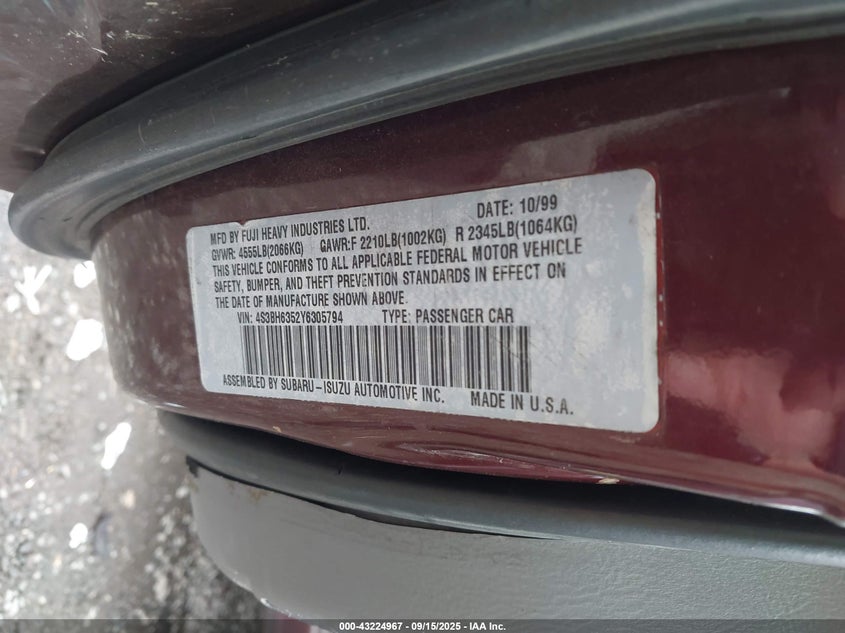 MFD BY FUJI HEAVY INDUSTRIES LTD. DATE: 10/99
GVWR: 4555LB(2066KG) GAWR:F 2210LB(1002KG) R 2345LB(1064KG)
THIS VEHICLE CONFORMS TO ALL APPLICABLE FEDERAL MOTOR VEHICLE
SAFETY, BUMPER, AND THEFT PREVENTION STANDARDS IN EFFECT ON
THE DATE OF MANUFACTURE SHOWN ABOVE.
VIN: 4S3BH6352Y6305794 TYPE: PASSENGER CAR
ASSEMBLED BY SUBARU-ISUZU AUTOMOTIVE INC. MADE IN U.S.A.
000-43224967 - 09/15/2025 - IAA Inc.